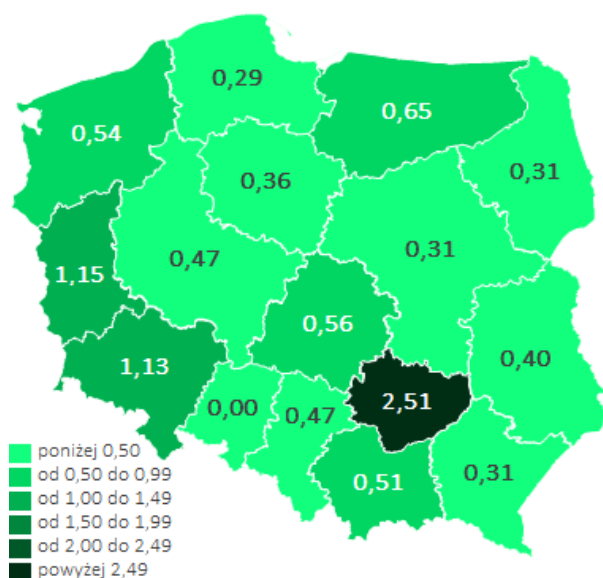 0,29
0,65
0,54
0,31
0,36
0,47
0,31
1,15
0,56
0,40
1,13
2,51
0,00
0,47
0,51
0,31
poniżej 0,50
od 0,50 do 0,99
od 1,00 do 1,49
od 1,50 do 1,99
od 2,00 do 2,49
powyżej 2,49